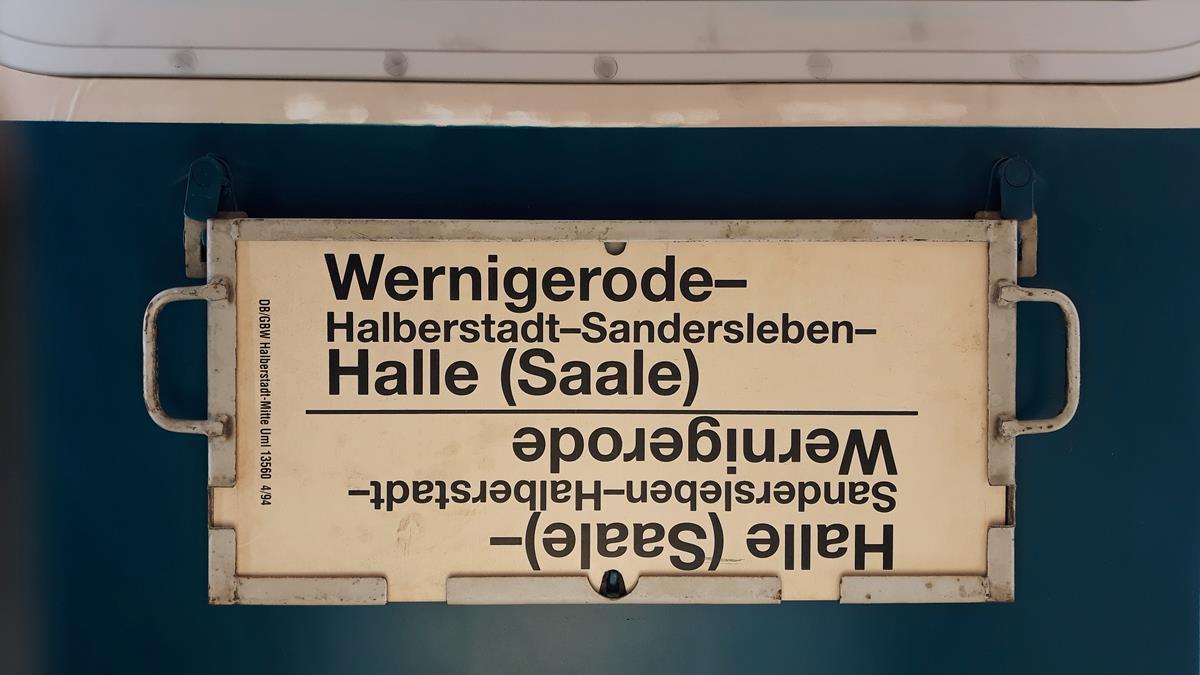 Wernigerode–
Halberstadt–Sandersleben–
Halle (Saale)
Halle (Saale)–
Sandersleben–Halberstadt–
Wernigerode
DB/GBW Halberstadt-Mitte Uml 13560 4/94